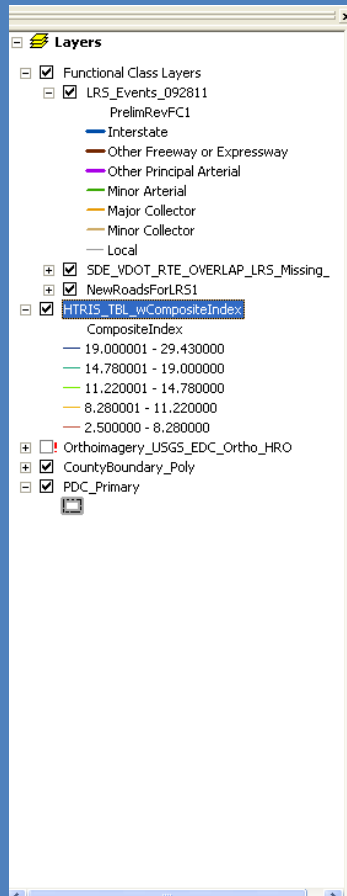 Layers
Functional Class Layers
LRS_Events_092811
PrelimRevFC1
Interstate
Other Freeway or Expressway
Other Principal Arterial
Minor Arterial
Major Collector
Minor Collector
Local
SDE_VDOT_RTE_OVERLAP_LRS_Missing_
NewRoadsForLRS1
HTRIS_TBL_wCompositeIndex
CompositeIndex
19.000001 - 29.430000
14.780001 - 19.000000
11.220001 - 14.780000
8.280001 - 11.220000
2.500000 - 8.280000
Orthoimagery_USGS_EDC_Ortho_HRO
CountyBoundary_Poly
PDC_Primary